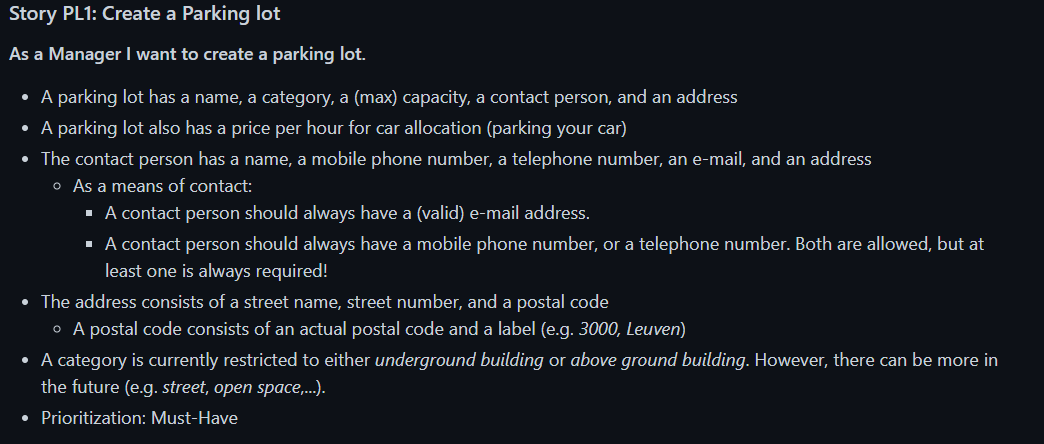 Story PL1: Create a Parking lot
As a Manager I want to create a parking lot.
• A parking lot has a name, a category, a (max) capacity, a contact person, and an address
• A parking lot also has a price per hour for car allocation (parking your car)
• The contact person has a name, a mobile phone number, a telephone number, an e-mail, and an address
◦ As a means of contact:
▪ A contact person should always have a (valid) e-mail address.
▪ A contact person should always have a mobile phone number, or a telephone number. Both are allowed, but at
least one is always required!
• The address consists of a street name, street number, and a postal code
◦ A postal code consists of an actual postal code and a label (e.g. 3000, Leuven)
• A category is currently restricted to either underground building or above ground building. However, there can be more in
the future (e.g. street, open space,...).
• Prioritization: Must-Have